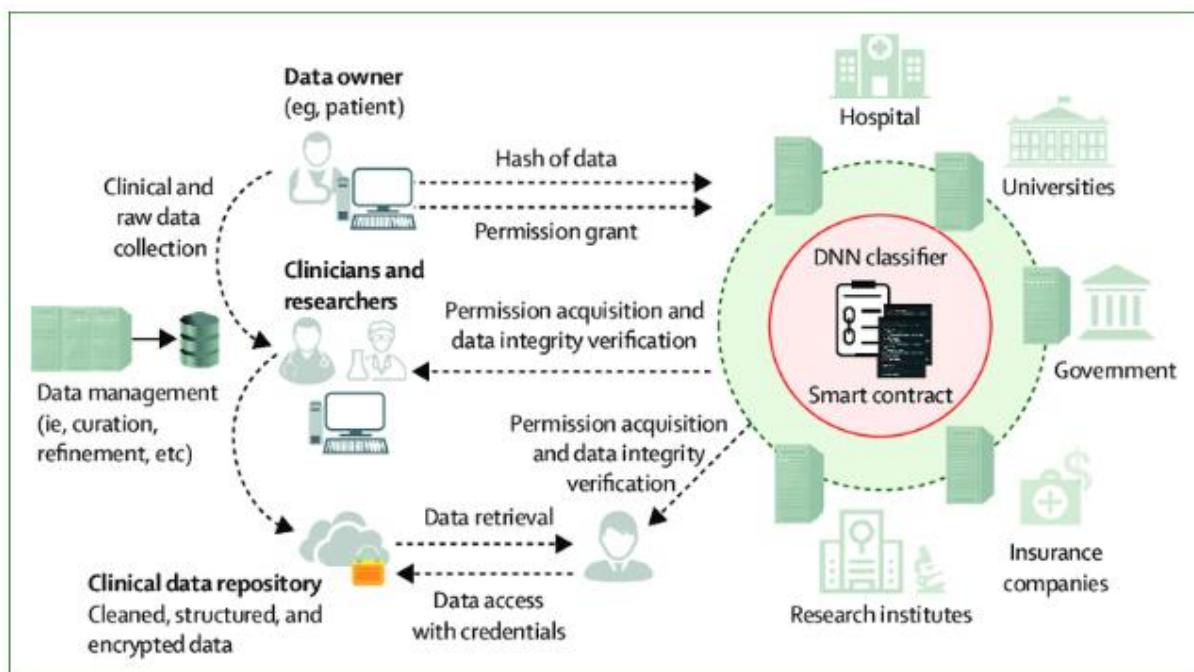 Data owner
(eg, patient)
Hospital
Universities
Hash of data
Permission grant
Clinical and
raw data
collection
DNN classifier
Smart contract
Clinicians and
researchers
Permission acquisition and
data integrity verification
Government
Data management
(ie, curation,
refinement, etc)
Permission acquisition
and data integrity
verification
Data retrieval
Data access
with credentials
Clinical data repository
Cleaned, structured, and
encrypted data
Insurance
companies
Research institutes